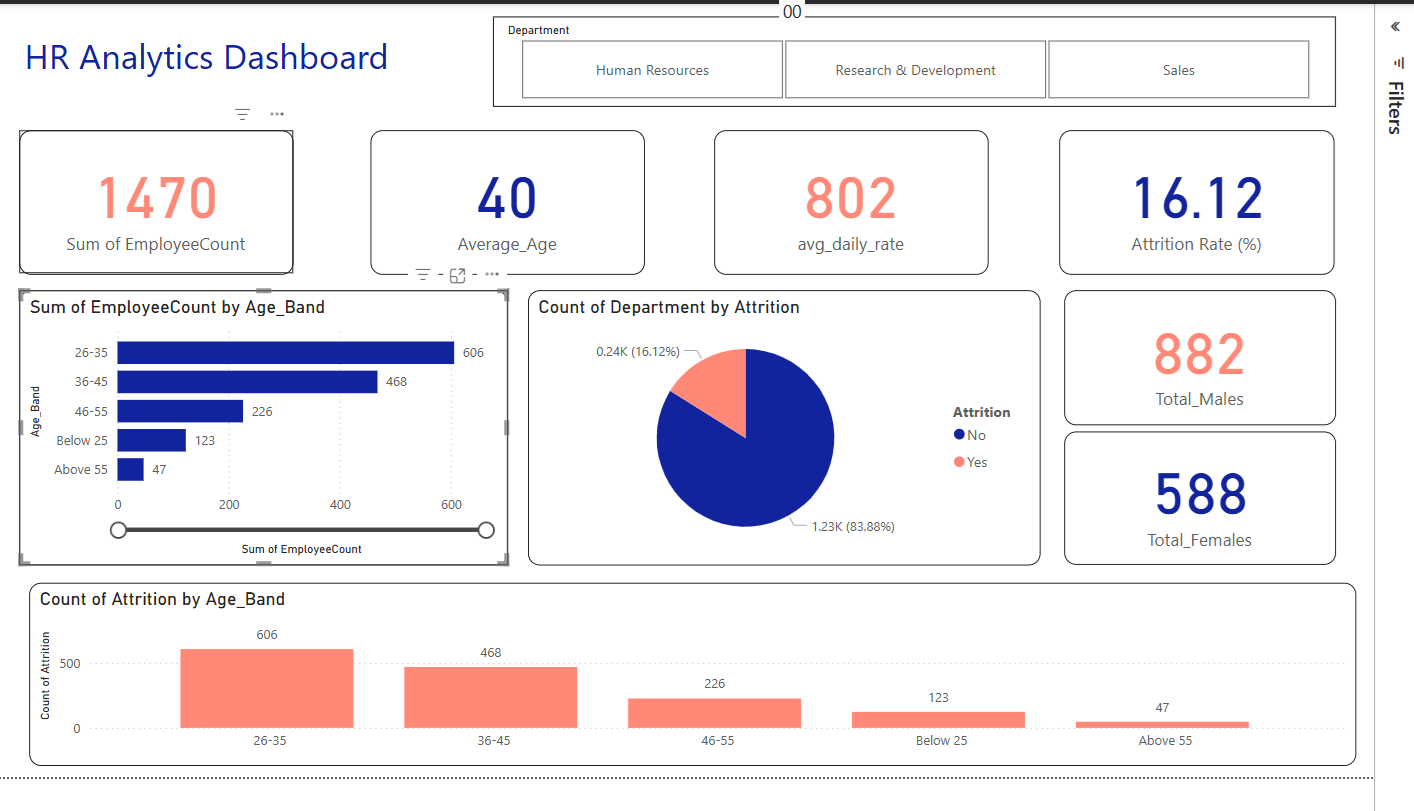 00
HR Analytics Dashboard
Department
Human Resources
Research & Development
Sales
Filters
1470
Sum of EmployeeCount
40
Average_Age
802
avg_daily_rate
16.12
Attrition Rate (%)
Sum of EmployeeCount by Age_Band
Age_Band
26-35
606
36-45
468
46-55
226
Below 25
123
Above 55
47
0
200
400
600
Sum of EmployeeCount
Count of Department by Attrition
0.24K (16.12%)
1.23K (83.88%)
Attrition
No
Yes
882
Total_Males
588
Total_Females
Count of Attrition by Age_Band
Count of Attrition
500
0
606
468
226
123
47
26-35
36-45
46-55
Below 25
Above 55